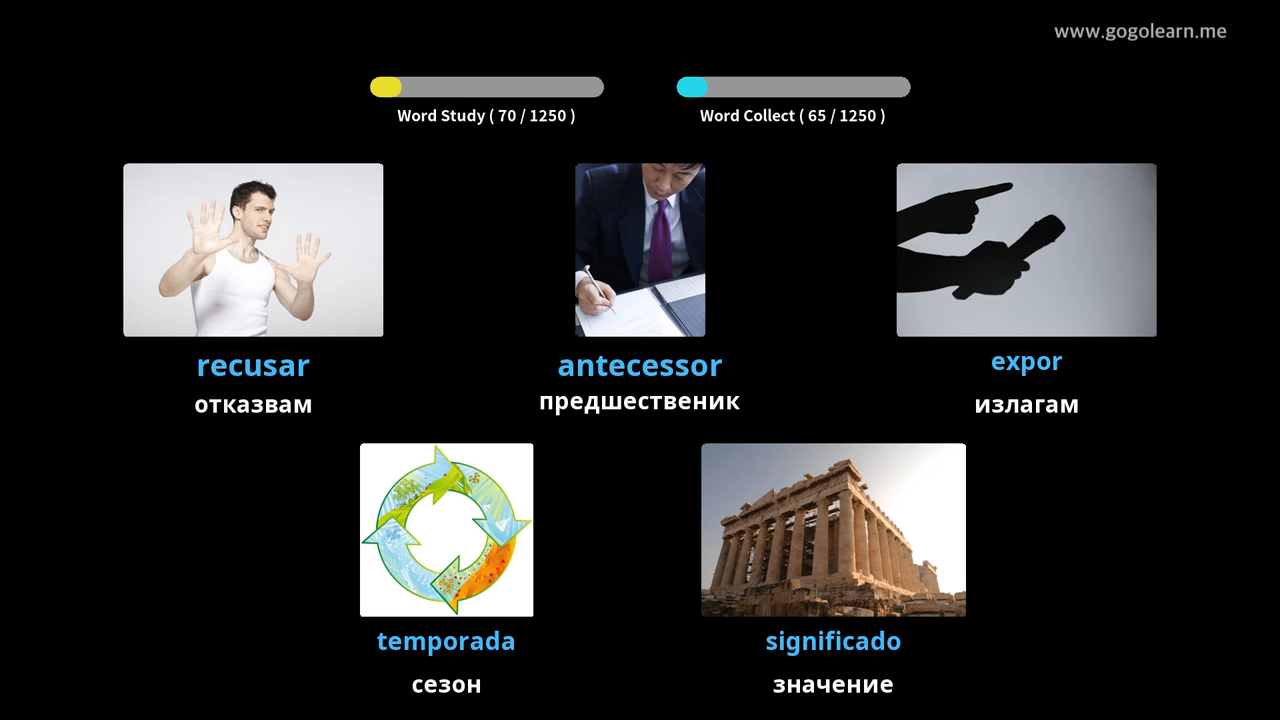 www.gogolearn.me
Word Study ( 70 / 1250 )
Word Collect ( 65 / 1250 )
recusar
отказвам
antecessor
предшественик
expor
излагам
temporada
сезон
significado
значение